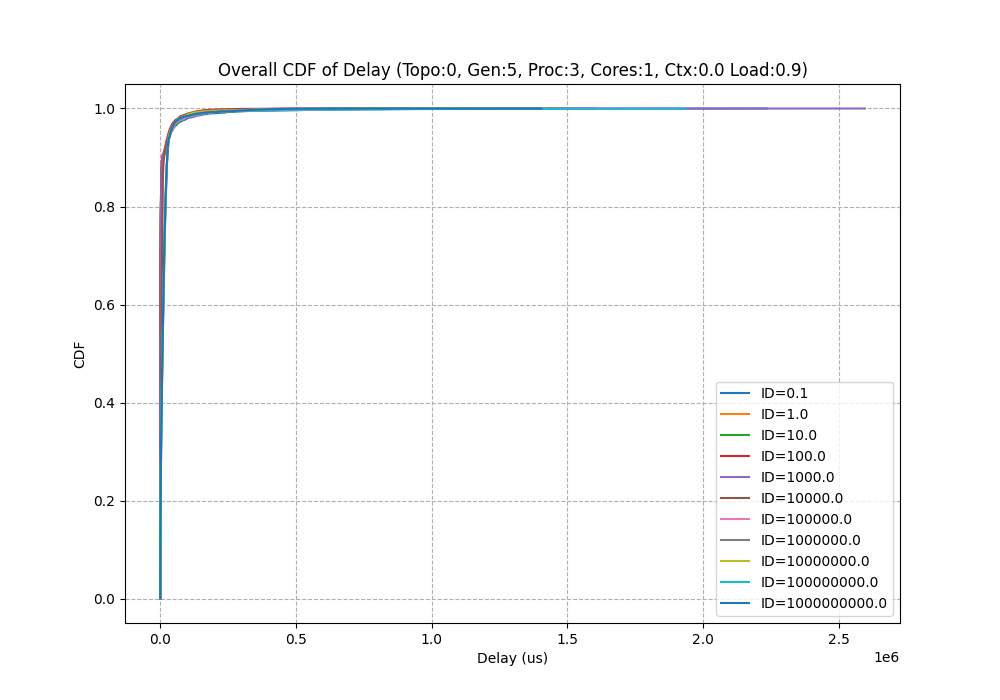 Overall CDF of Delay (Topo:0, Gen:5, Proc:3, Cores:1, Ctx:0.0 Load:0.9)
1.0
0.8
0.6
0.4
0.2
0.0
CDF
ID=0.1
ID=1.0
ID=10.0
ID=100.0
ID=1000.0
ID=10000.0
ID=100000.0
ID=1000000.0
ID=10000000.0
ID=100000000.0
ID=1000000000.0
0.0 0.5 1.0 1.5 2.0 2.5
1e6
Delay (us)